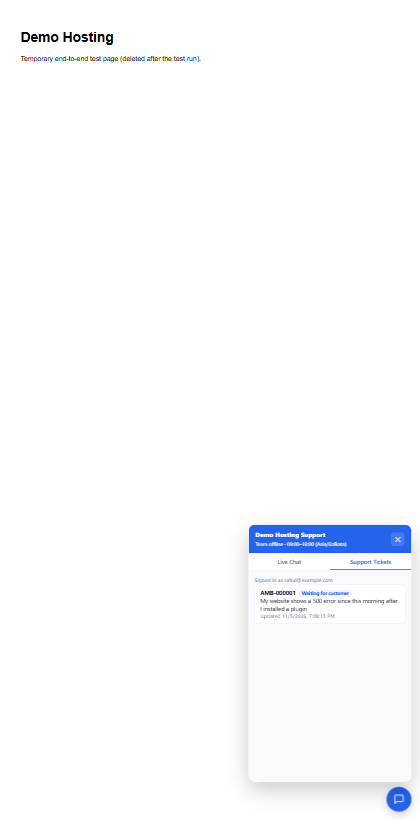 Demo Hosting
Temporary end-to-end test page (deleted after the test run).
Demo Hosting Support
Team offline · 09:00–18:00 (Asia/Kolkata)
Live Chat
Support Tickets
Signed in as rahul@example.com
AMB-000001 Waiting for customer
My website shows a 500 error since this morning after
I installed a plugin
Updated 11/5/2026, 7:08:15 PM